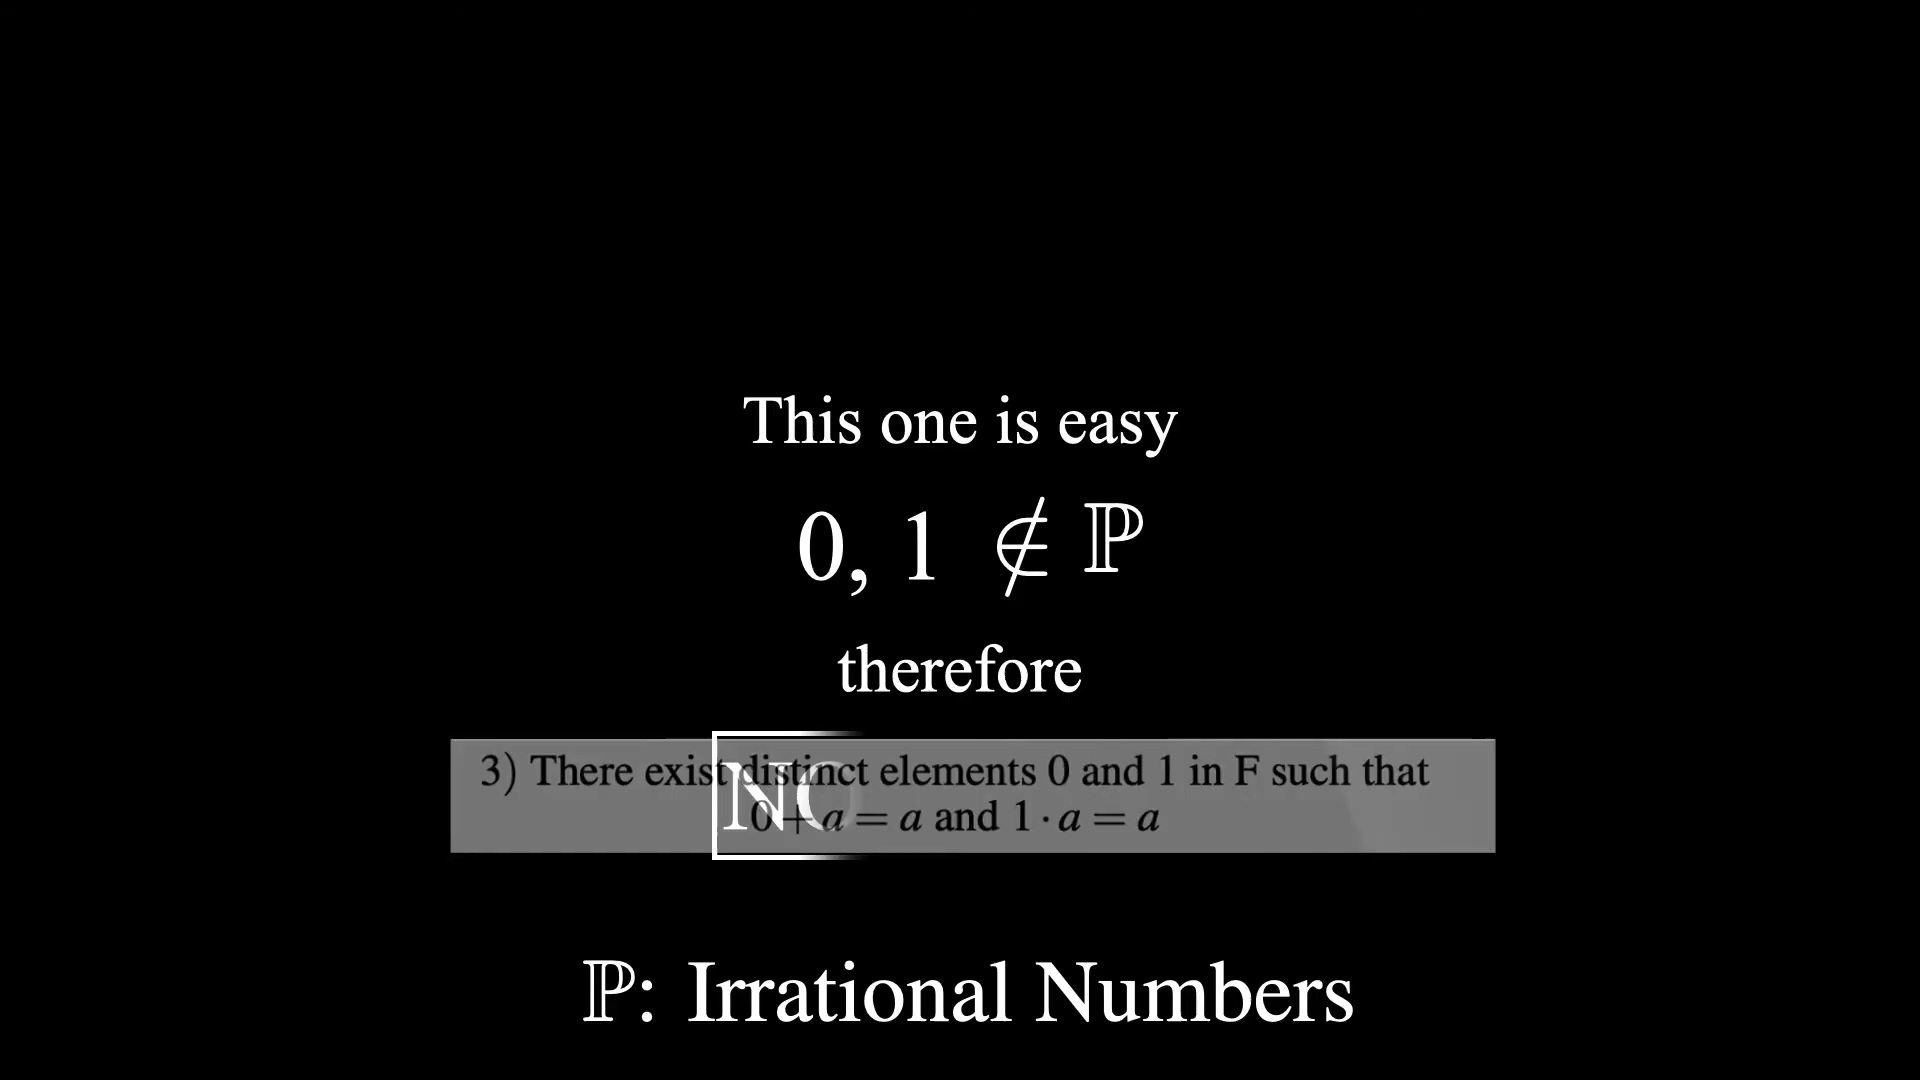 This one is easy
0, 1 ∉ ℙ
therefore
3) There exist distinct elements 0 and 1 in F such that
NO
0 + a = a and 1 · a = a
ℙ: Irrational Numbers